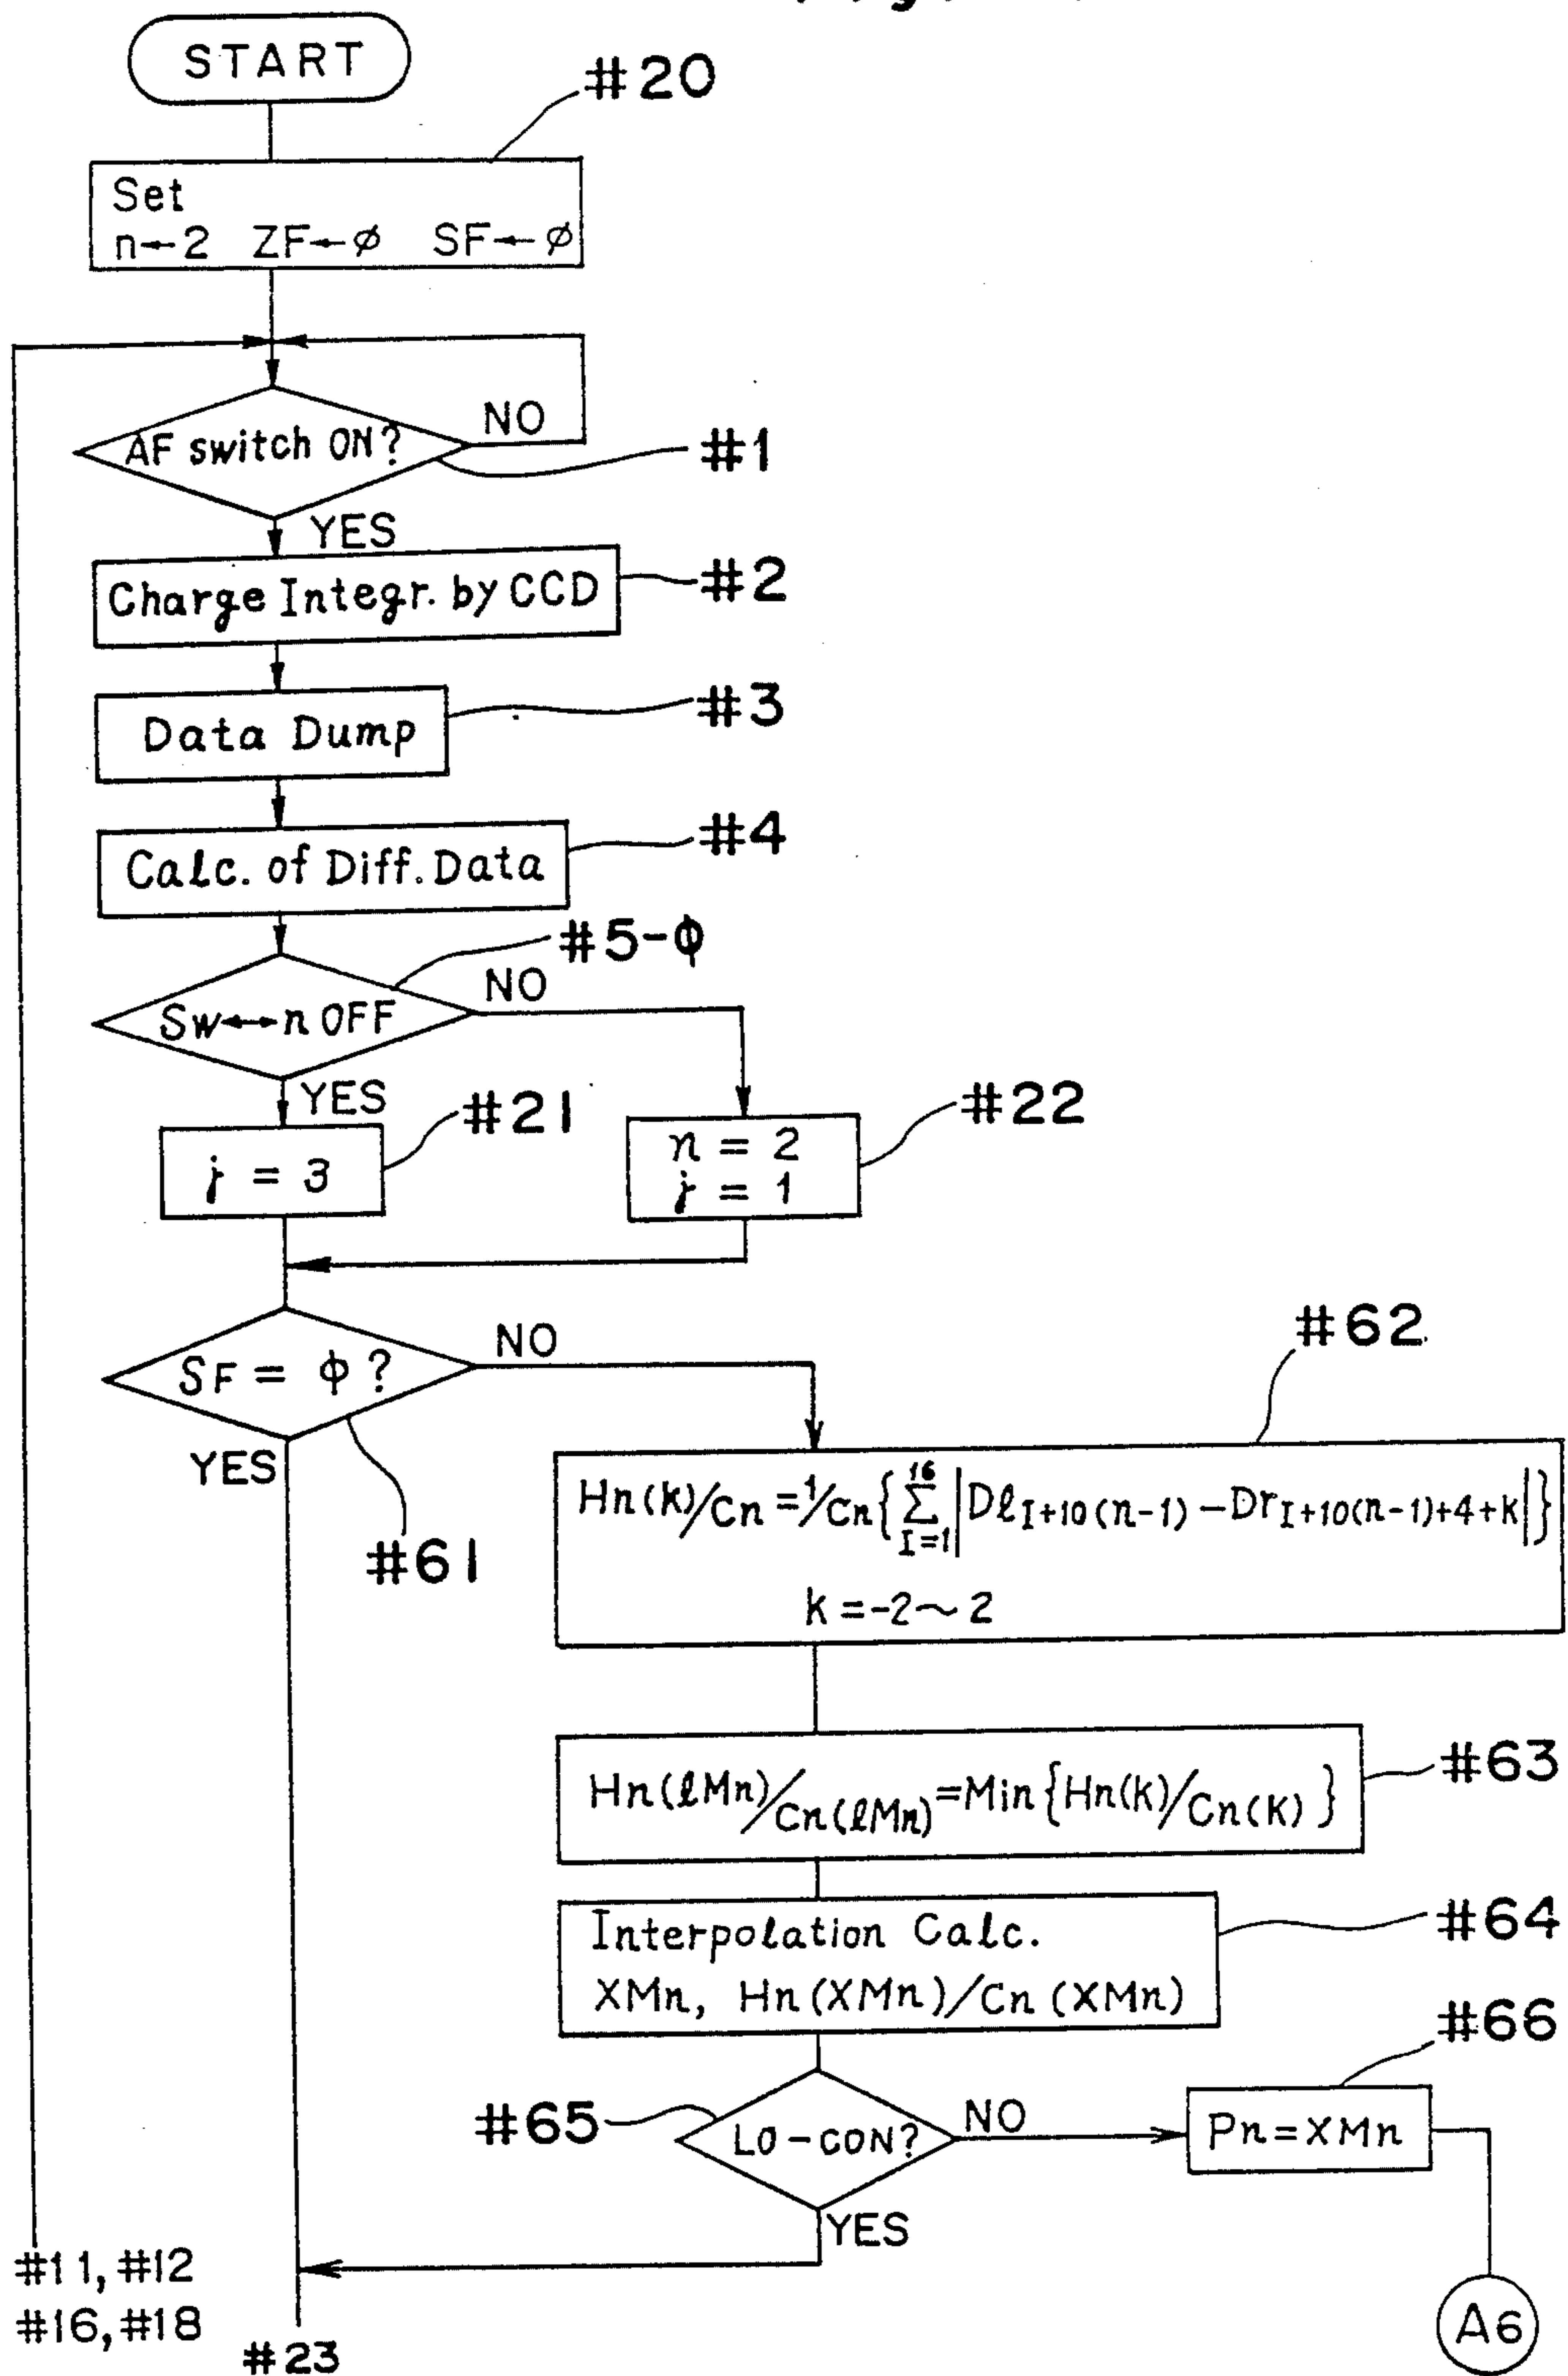 START
#20
Set
n←2 ZF←φ SF←φ
AF switch ON?
NO
#1
YES
Charge Integr. by CCD
#2
Data Dump
#3
Calc. of Diff. Data
#4
#5-φ
Sw↔n OFF
NO
YES
#21
j = 3
#22
n = 2
j = 1
SF = φ ?
NO
YES
#61
#62
Hn(k)/Cn = 1/Cn{ 16 Σ I=1 |Dℓ I+10(n-1) - Dr I+10(n-1)+4+k| }
k = -2～2
#63
Hn(ℓMn)/Cn(ℓMn) = Min{Hn(k)/Cn(k)}
#64
Interpolation Calc.
XMn, Hn(XMn)/Cn(XMn)
#65
LO-CON?
NO
#66
Pn = XMn
YES
#11, #12
#16, #18
#23
A6